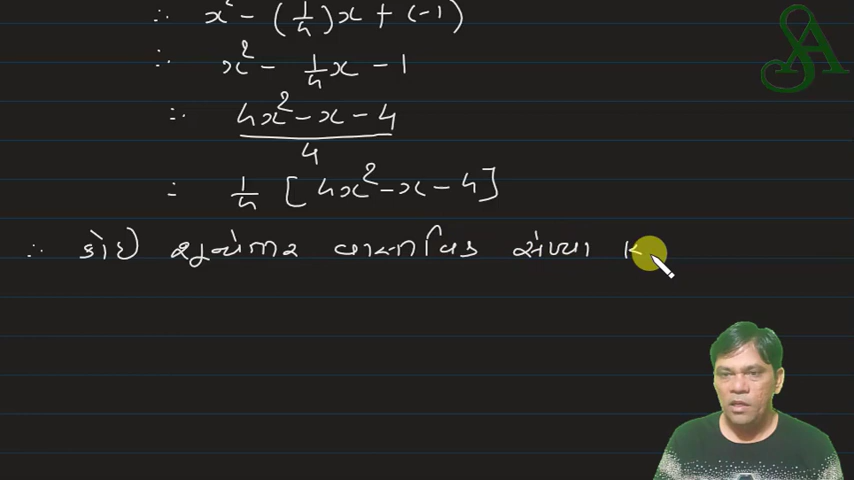 ∴ x² - (1/4)x + (-1)
∴ x² - 1/4 x - 1
∴ 4x² - x - 4 / 4
= 1/4 [4x² - x - 4]
∴ કોઈ શૂન્યેતર વાસ્તવિક સંખ્યા k